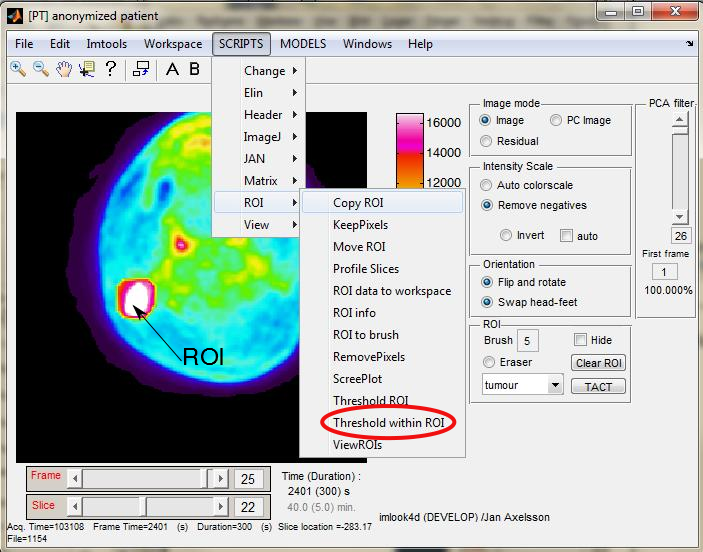 [PT] anonymized patient
File Edit Imtools Workspace SCRIPTS MODELS Windows Help
? A B
Change
Elin
Header
ImageJ
JAN
Matrix
ROI
View
Copy ROI
KeepPixels
Move ROI
Profile Slices
ROI data to workspace
ROI info
ROI to brush
RemovePixels
ScreePlot
Threshold ROI
Threshold within ROI
ViewROIs
ROI
16000
14000
12000
Image mode
Image PC Image
Residual
Intensity Scale
Auto colorscale
Remove negatives
Invert auto
Orientation
Flip and rotate
Swap head-feet
ROI
Brush 5 Hide
Eraser Clear ROI
tumour TACT
PCA filter
26
First frame
1
100.000%
Frame 25
Slice 22
Time (Duration) :
2401 (300) s
40.0 (5.0) min.
imlook4d (DEVELOP) /Jan Axelsson
Acq. Time=103108 Frame Time=2401 (s) Duration=300 (s) Slice location =-283.17
File=1154